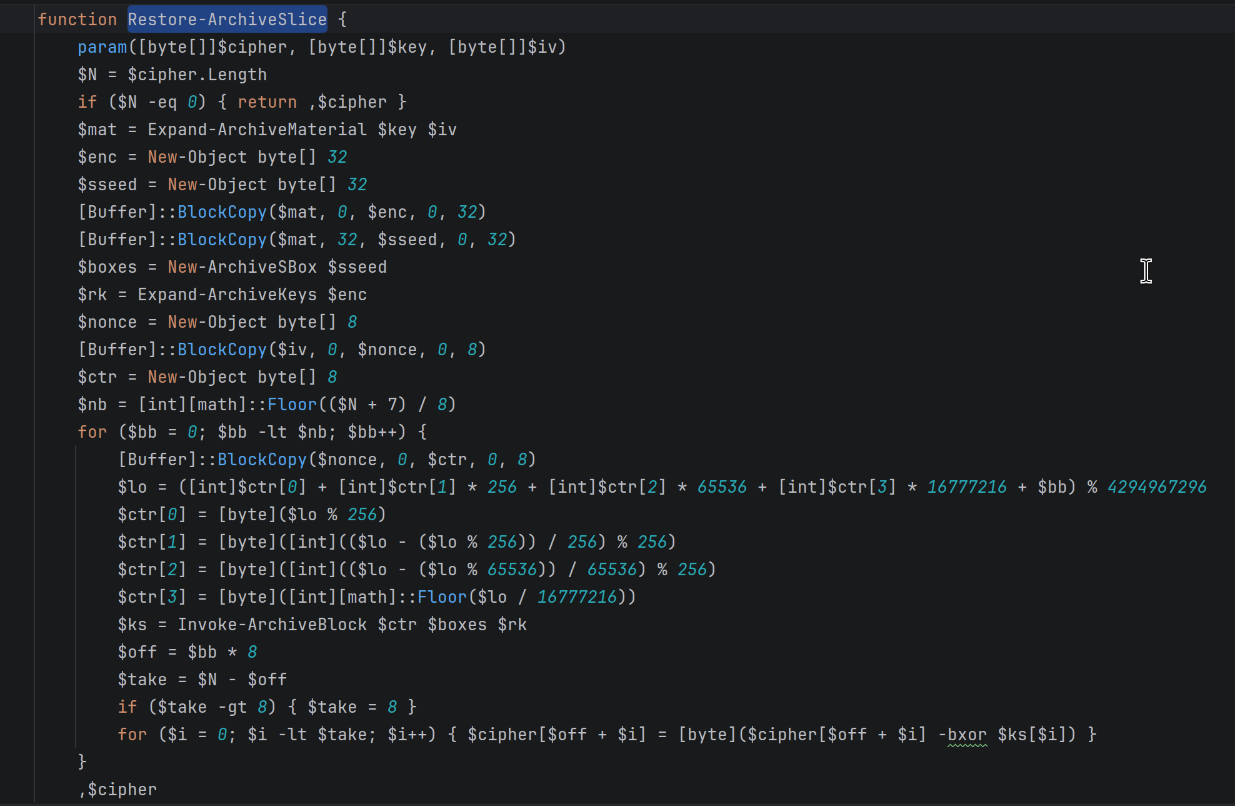 function Restore-ArchiveSlice {
    param([byte[]]$cipher, [byte[]]$key, [byte[]]$iv)
    $N = $cipher.Length
    if ($N -eq 0) { return ,$cipher }
    $mat = Expand-ArchiveMaterial $key $iv
    $enc = New-Object byte[] 32
    $sseed = New-Object byte[] 32
    [Buffer]::BlockCopy($mat, 0, $enc, 0, 32)
    [Buffer]::BlockCopy($mat, 32, $sseed, 0, 32)
    $boxes = New-ArchiveSBox $sseed
    $rk = Expand-ArchiveKeys $enc
    $nonce = New-Object byte[] 8
    [Buffer]::BlockCopy($iv, 0, $nonce, 0, 8)
    $ctr = New-Object byte[] 8
    $nb = [int][math]::Floor(($N + 7) / 8)
    for ($bb = 0; $bb -lt $nb; $bb++) {
        [Buffer]::BlockCopy($nonce, 0, $ctr, 0, 8)
        $lo = ([int]$ctr[0] + [int]$ctr[1] * 256 + [int]$ctr[2] * 65536 + [int]$ctr[3] * 16777216 + $bb) % 4294967296
        $ctr[0] = [byte]($lo % 256)
        $ctr[1] = [byte]([int](($lo - ($lo % 256)) / 256) % 256)
        $ctr[2] = [byte]([int](($lo - ($lo % 65536)) / 65536) % 256)
        $ctr[3] = [byte]([int][math]::Floor($lo / 16777216))
        $ks = Invoke-ArchiveBlock $ctr $boxes $rk
        $off = $bb * 8
        $take = $N - $off
        if ($take -gt 8) { $take = 8 }
        for ($i = 0; $i -lt $take; $i++) { $cipher[$off + $i] = [byte]($cipher[$off + $i] -bxor $ks[$i]) }
    }
    ,$cipher